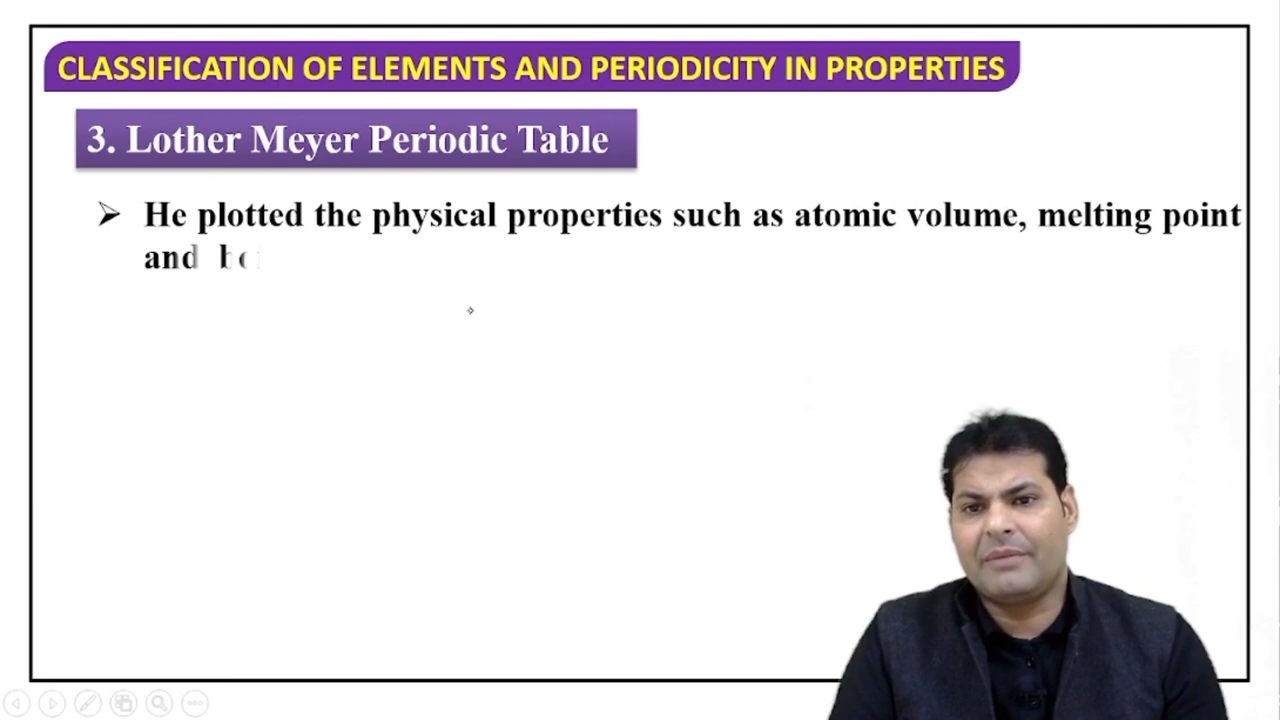 CLASSIFICATION OF ELEMENTS AND PERIODICITY IN PROPERTIES
3. Lother Meyer Periodic Table
He plotted the physical properties such as atomic volume, melting point
and